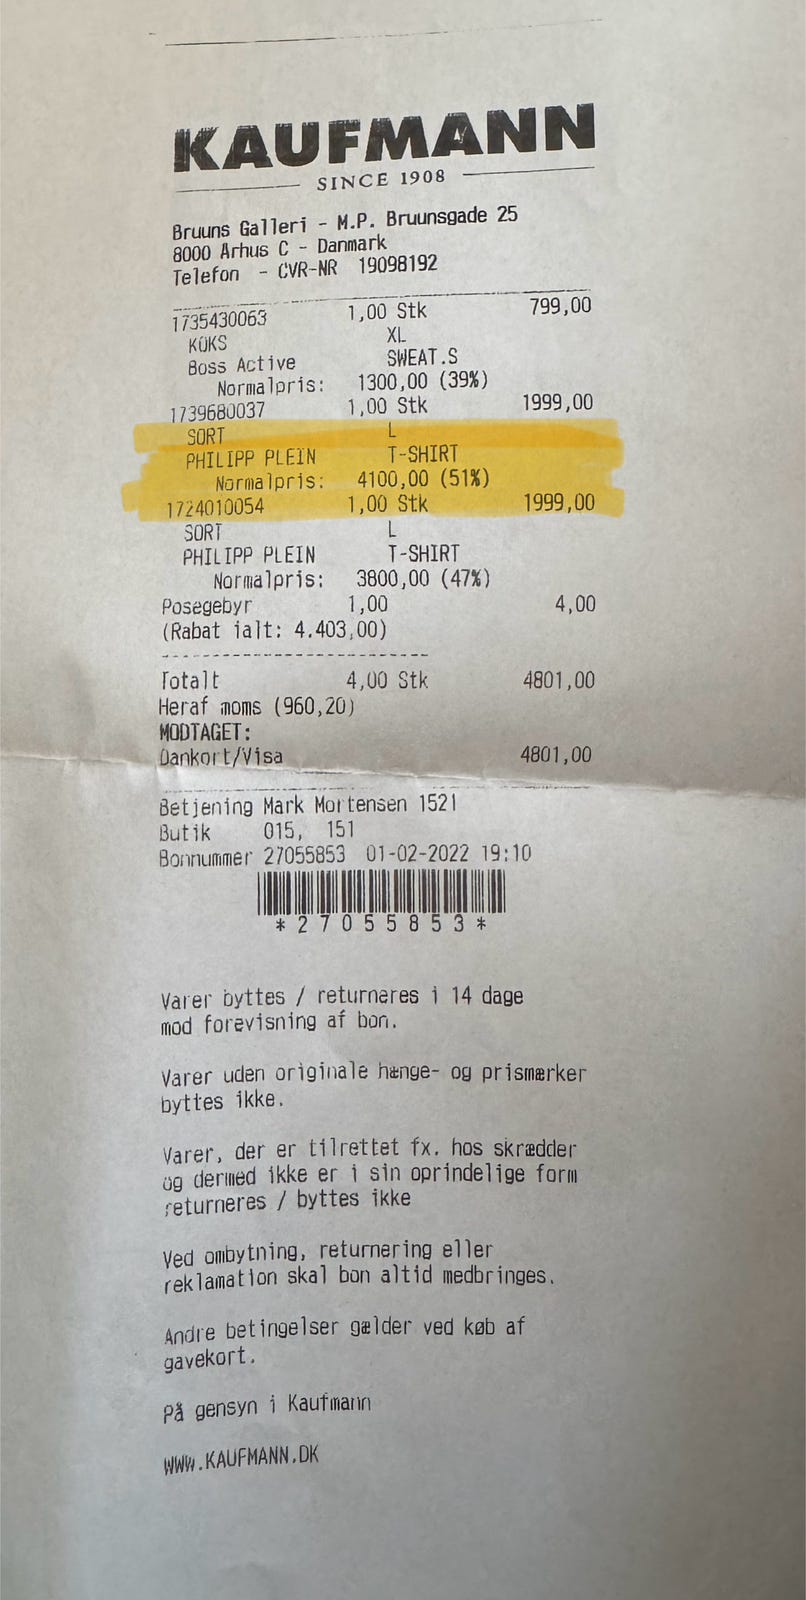 KAUFMANN
SINCE 1908
Bruuns Galleri - M.P. Bruunsgade 25
8000 Århus C - Danmark
Telefon - CVR-NR 19098192
1735430063 1,00 Stk 799,00
KOKS XL
Boss Active SWEAT.S
Normalpris: 1300,00 (39%)
1739680037 1,00 Stk 1999,00
SORT L
PHILIPP PLEIN T-SHIRT
Normalpris: 4100,00 (51%)
1724010054 1,00 Stk 1999,00
SORT L
PHILIPP PLEIN T-SHIRT
Normalpris: 3800,00 (47%)
Posegebyr 1,00 4,00
(Rabat ialt: 4.403,00)
Totalt 4,00 Stk 4801,00
Heraf moms (960,20)
MODTAGET:
Dankort/Visa 4801,00
Betjening Mark Mortensen 1521
Butik 015, 151
Bonnummer 27055853 01-02-2022 19:10
*27055853*
Varer byttes / returneres i 14 dage
mod forevisning af bon.
Varer uden originale hænge- og prismærker
byttes ikke.
Varer, der er tilrettet fx. hos skrædder
og dermed ikke er i sin oprindelige form
returneres / byttes ikke
Ved ombytning, returnering eller
reklamation skal bon altid medbringes.
Andre betingelser gælder ved køb af
gavekort.
På gensyn i Kaufmann
WWW.KAUFMANN.DK